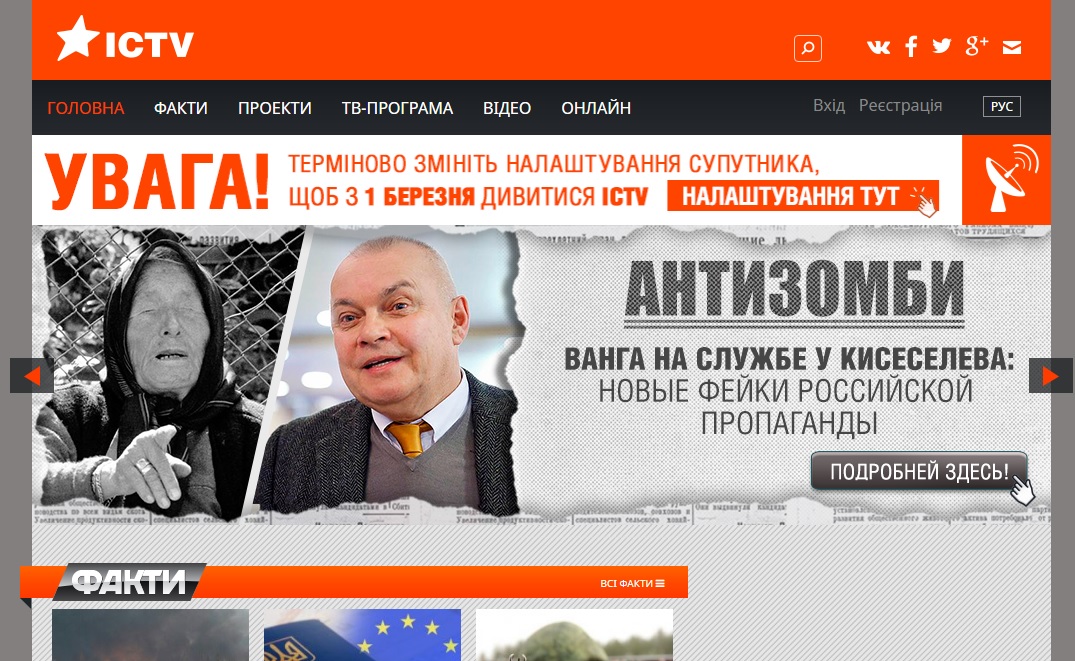 ICTV
ГОЛОВНА ФАКТИ ПРОЕКТИ ТВ-ПРОГРАМА ВІДЕО ОНЛАЙН Вхід Реєстрація РУС
УВАГА!
ТЕРМІНОВО ЗМІНІТЬ НАЛАШТУВАННЯ СУПУТНИКА,
ЩОБ З 1 БЕРЕЗНЯ ДИВИТИСЯ ICTV НАЛАШТУВАННЯ ТУТ
АНТИЗОМБИ
ВАНГА НА СЛУЖБЕ У КИСЕСЕЛЕВА:
НОВЫЕ ФЕЙКИ РОССИЙСКОЙ
ПРОПАГАНДЫ
ПОДРОБНЕЙ ЗДЕСЬ!
ФАКТИ
ВСІ ФАКТИ